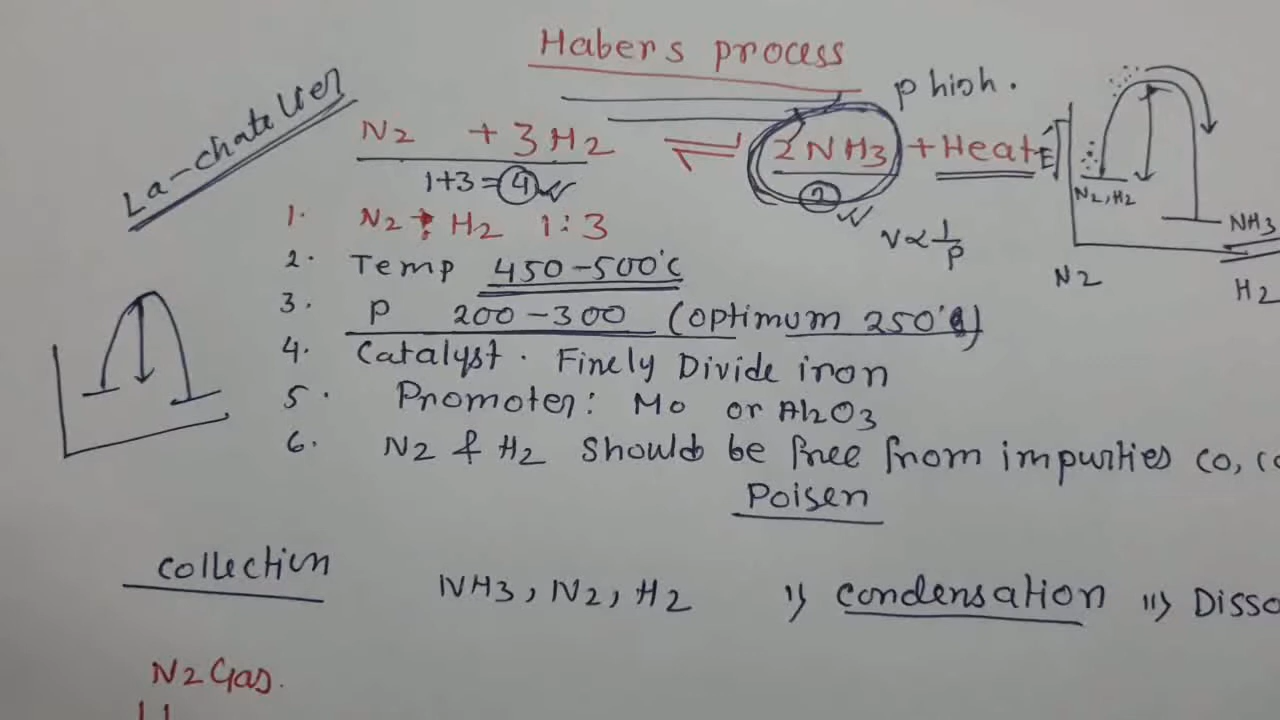 Habers process
P high.
La-chatelier
N2 + 3H2 ⇌ 2NH3 + Heat
E
1+3=4
2
N2, H2
NH3
1. N2 : H2 1:3
V∝1/P
2. Temp 450-500°C
N2
H2
3. P 200-300 (optimum 250
4. Catalyst. Finely Divide iron
5. Promoter: Mo or Al2O3
6. N2 & H2 should be free from impurties CO, CO
Poisen
collection
NH3, N2, H2 i) condensation ii) Disso
N2 Gas.